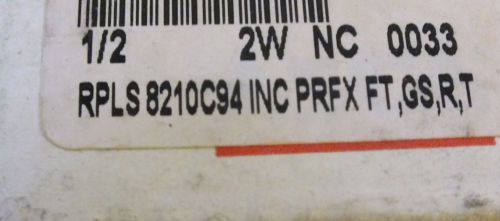 1/2 2W NC 0033
RPLS 8210C94 INC PRFX FT,GS,R,T